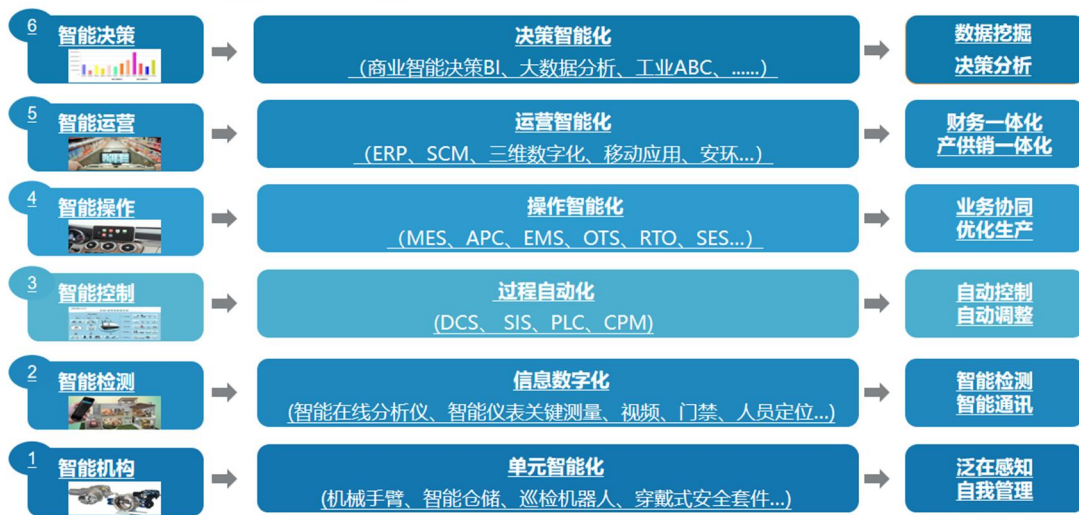 6
智能决策
决策智能化
(商业智能决策BI、大数据分析、工业ABC、......)
数据挖掘
决策分析
5
智能运营
运营智能化
(ERP、SCM、三维数字化、移动应用、安环...)
财务一体化
产供销一体化
4
智能操作
操作智能化
(MES、APC、EMS、OTS、RTO、SES...)
业务协同
优化生产
3
智能控制
过程自动化
(DCS、 SIS、PLC、CPM)
自动控制
自动调整
2
智能检测
信息数字化
(智能在线分析仪、智能仪表关键测量、视频、门禁、人员定位...)
智能检测
智能通讯
1
智能机构
单元智能化
(机械手臂、智能仓储、巡检机器人、穿戴式安全套件...)
泛在感知
自我管理